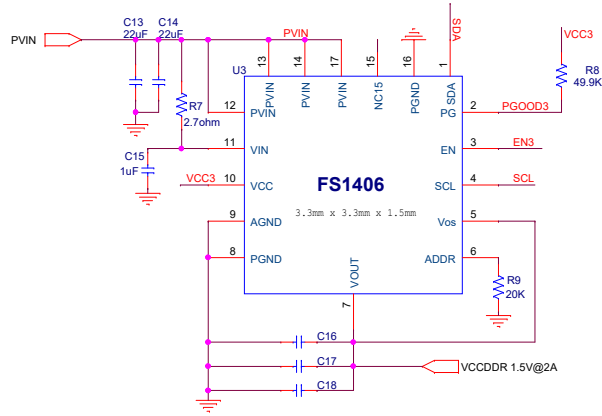 C13 C14
22uF 22uF
PVIN
PVIN
SDA
VCC3
13 14 17 15 16 1
U3
R8
49.9K
PVIN PVIN PVIN NC15 PGND SDA
R7
2.7ohm
12 PVIN
PG 2 PGOOD3
11 VIN
EN 3 EN3
C15
1uF
VCC3 10 VCC
FS1406
SCL 4 SCL
3.3mm x 3.3mm x 1.5mm
9 AGND
Vos 5
8 PGND
ADDR 6
VOUT
7
R9
20K
C16
C17
VCCDDR 1.5V@2A
C18